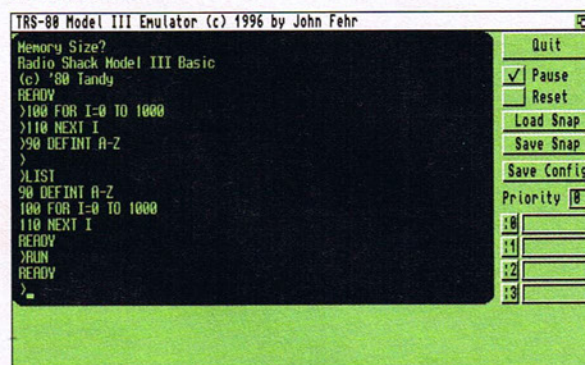 TRS-80 Model III Emulator (c) 1996 by John Fehr
Memory Size?
Radio Shack Model III Basic
(c) '80 Tandy
READY
>100 FOR I=0 TO 1000
>110 NEXT I
>90 DEFINT A-Z
>
>LIST
90 DEFINT A-Z
100 FOR I=0 TO 1000
110 NEXT I
READY
>RUN
READY
>_
Quit
Pause
Reset
Load Snap
Save Snap
Save Config
Priority 0
:0
:1
:2
:3